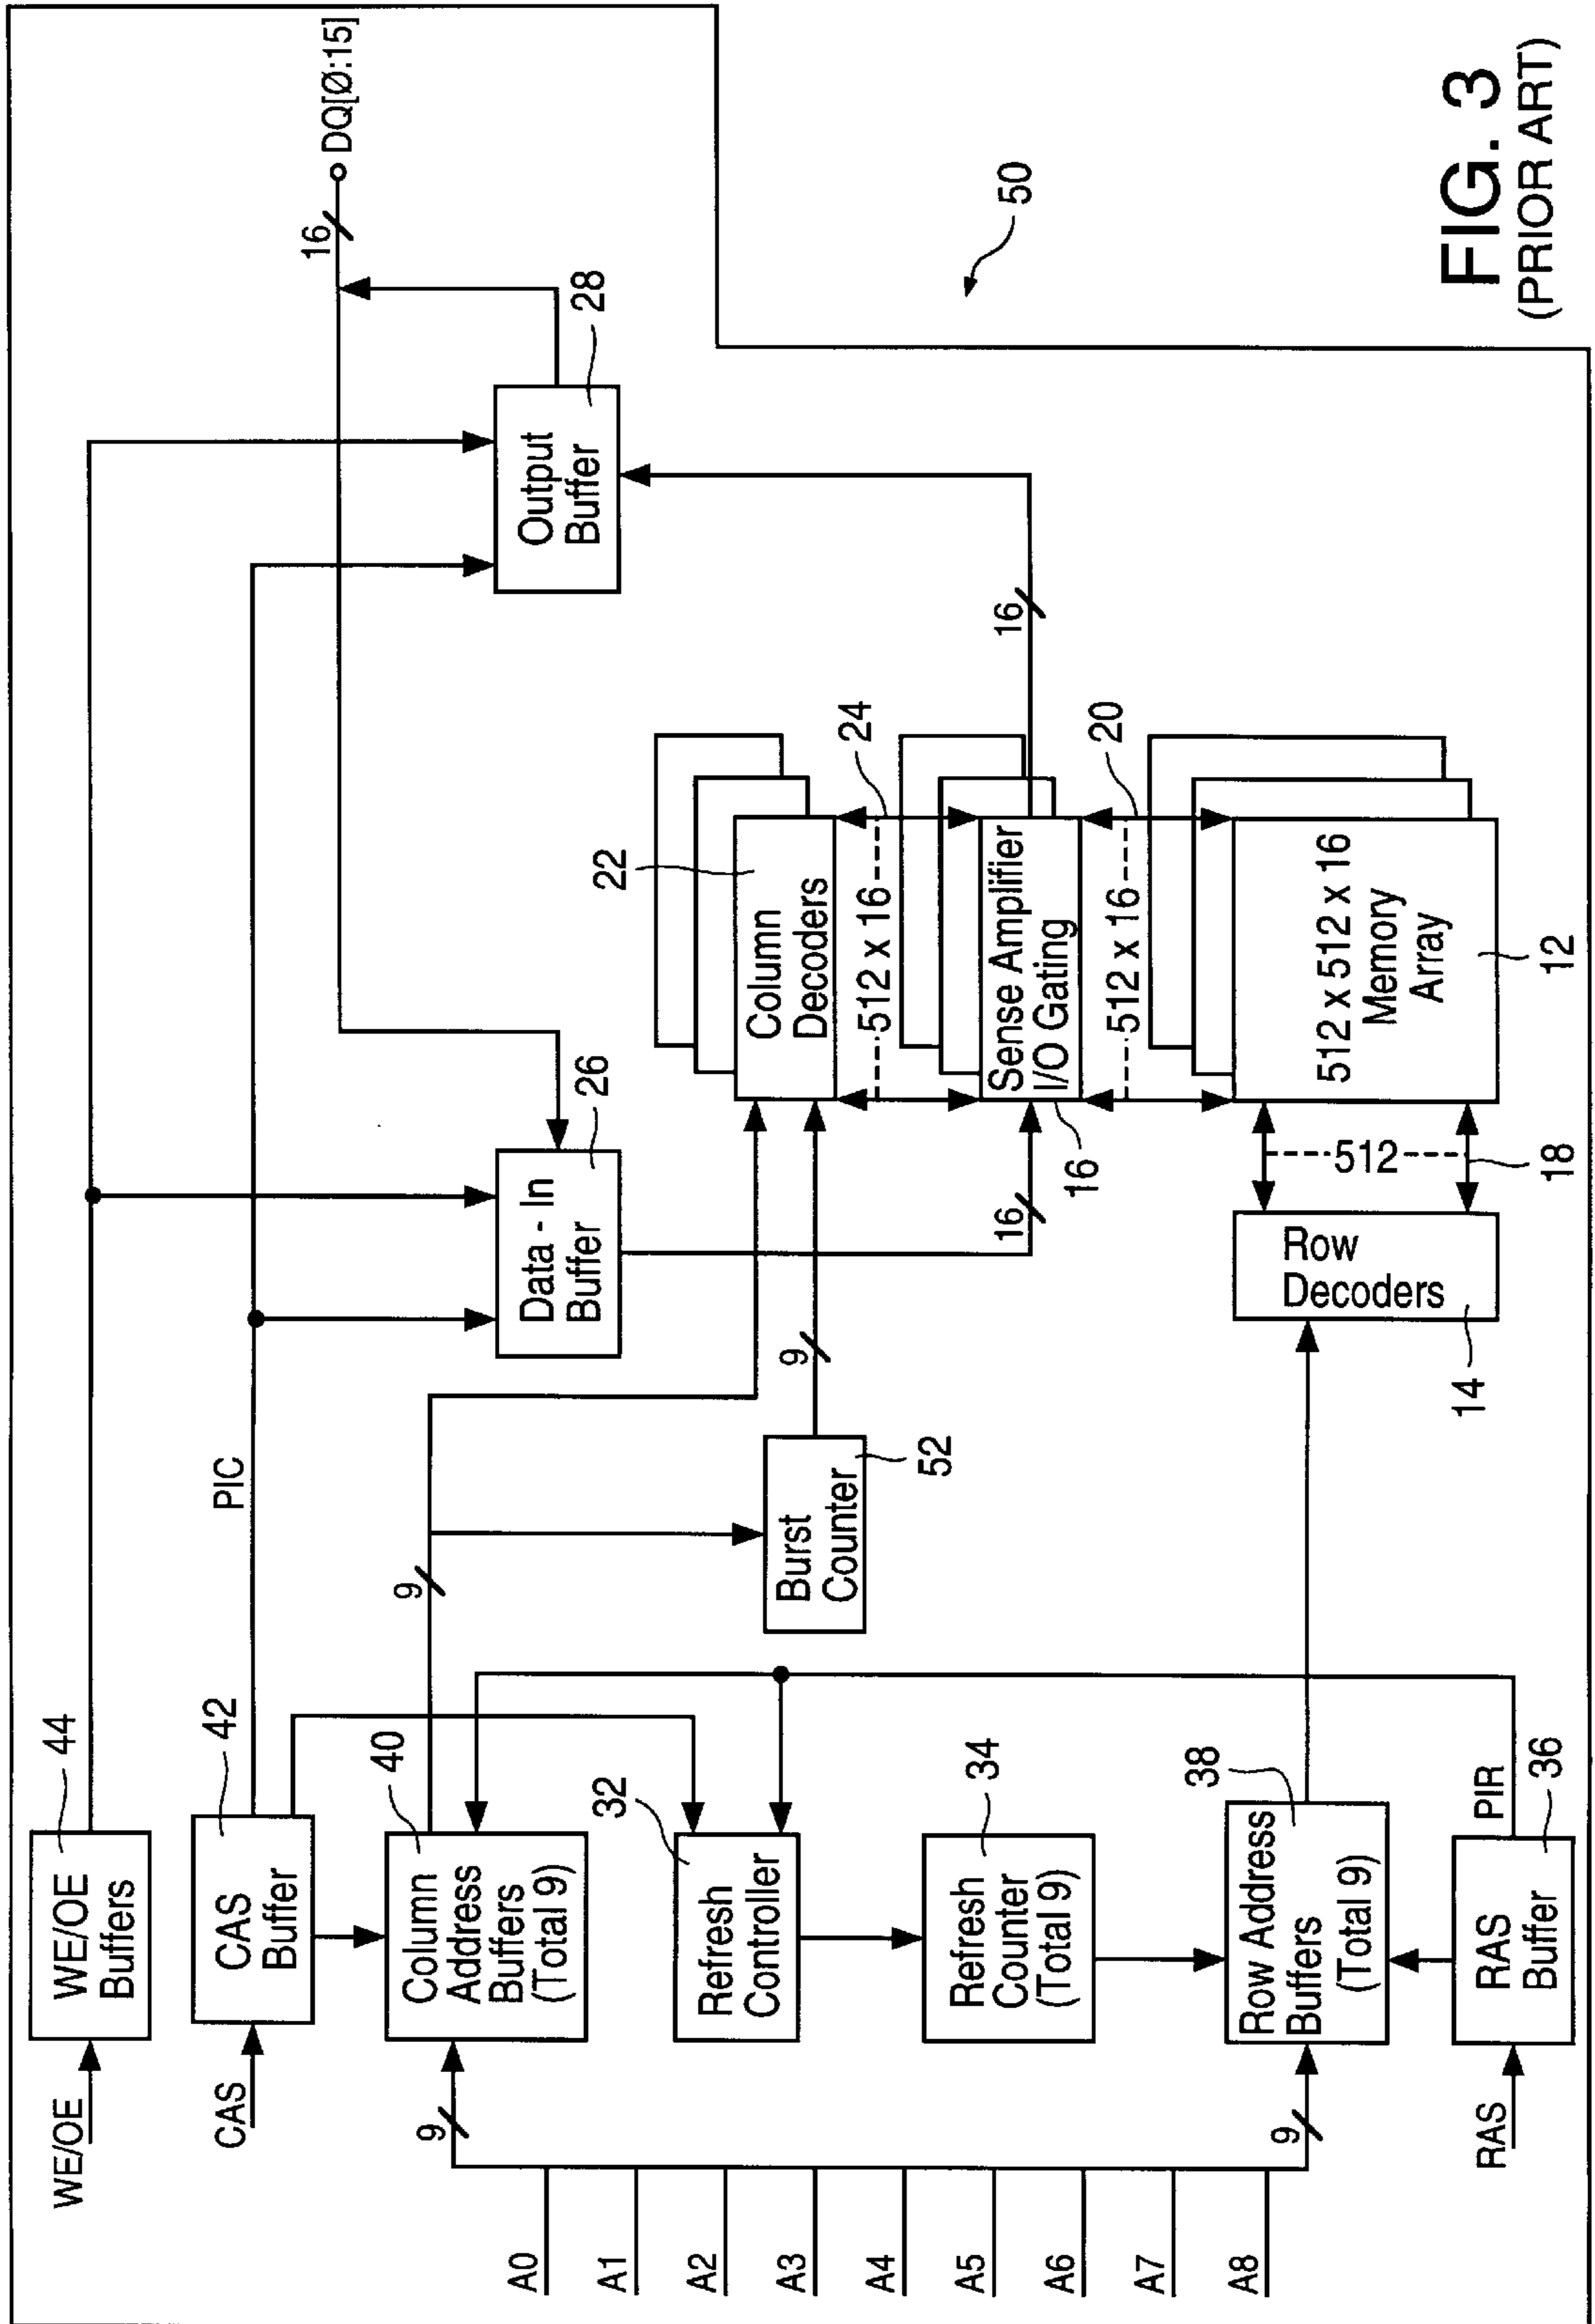 WE/OE
WE/OE
Buffers
44
CAS
CAS
Buffer
42
PIC
16
DQ[Ø:15]
9
Column
Address
Buffers
(Total 9)
40
9
Data - In
Buffer
26
Output
Buffer
28
Refresh
Controller
32
Burst
Counter
52
9
Column
Decoders
22
512 x 16
24
Refresh
Counter
(Total 9)
34
16
Sense Amplifier
I/O Gating
16
16
512 x 16
20
50
A0
A1
A2
A3
A4
A5
A6
A7
A8
9
Row Address
Buffers
(Total 9)
38
Row
Decoders
14
512
18
512 x 512 x 16
Memory
Array
12
RAS
RAS
Buffer
36
PIR
FIG. 3
(PRIOR ART)